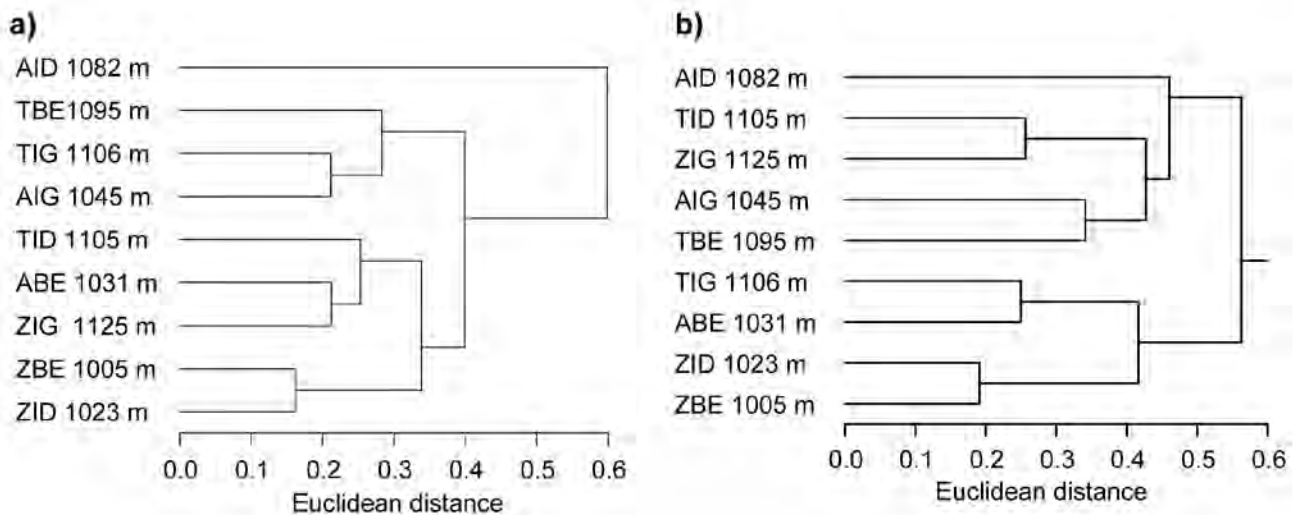 a)
AID 1082 m
TBE1095 m
TIG 1106 m
AIG 1045 m
TID 1105 m
ABE 1031 m
ZIG 1125 m
ZBE 1005 m
ZID 1023 m
0.0 0.1 0.2 0.3 0.4 0.5 0.6
Euclidean distance
b)
AID 1082 m
TID 1105 m
ZIG 1125 m
AIG 1045 m
TBE 1095 m
TIG 1106 m
ABE 1031 m
ZID 1023 m
ZBE 1005 m
0.0 0.1 0.2 0.3 0.4 0.5 0.6
Euclidean distance